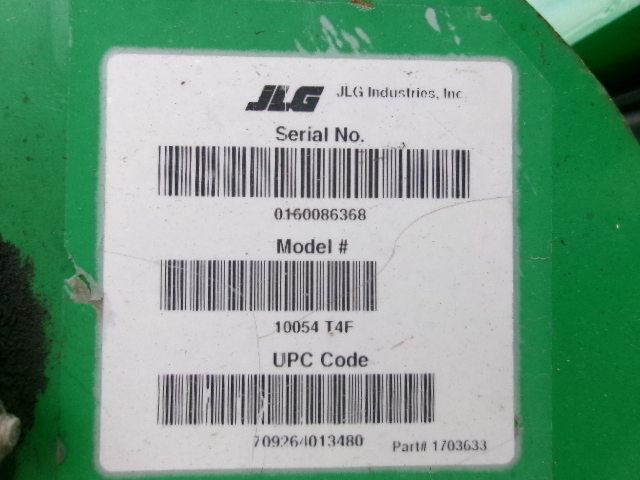 JLG JLG Industries, Inc.
Serial No.
0160086368
Model #
10054 T4F
UPC Code
709264013480
Part# 1703633